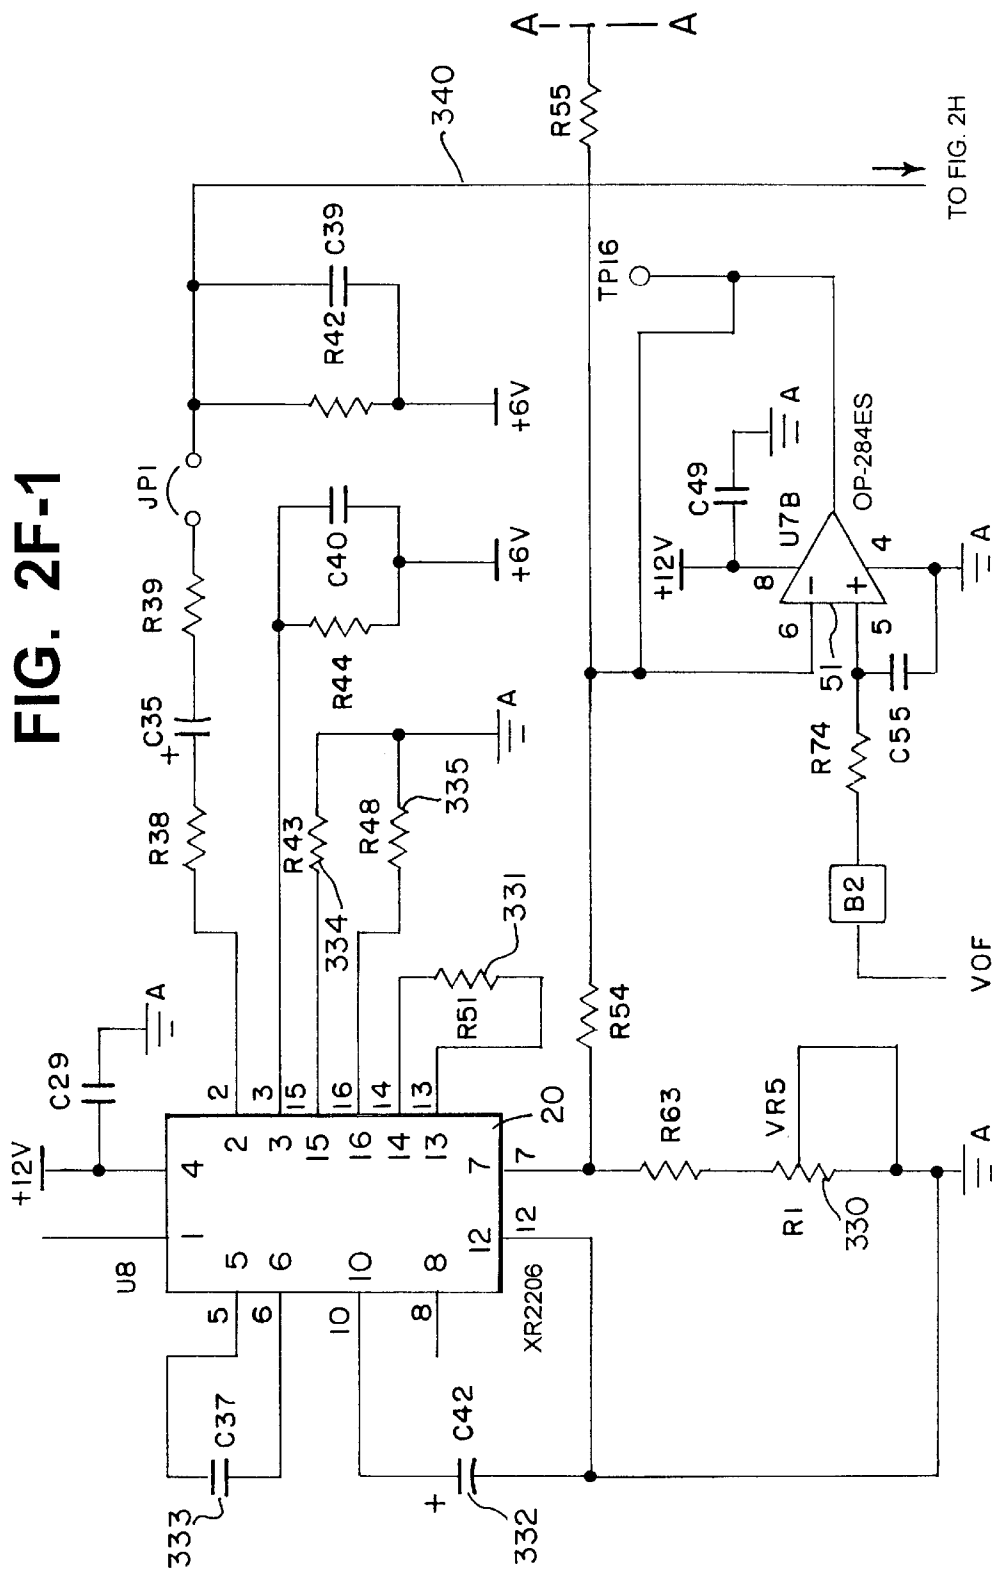 FIG. 2F-1
+12V
C29
A
U8
1
4
5
6
10
8
12
7
2
3
15
16
14
13
5
6
10
8
12
7
2
3
15
16
14
13
XR2206
20
C37
333
+
C42
332
R38
+
C35
R39
JP1
R42
C39
340
+6V
R44
C40
+6V
R43
334
R48
335
A
R51
331
R54
R55
A
A
R63
VR5
R1
330
A
TP16
+12V
C49
A
8
U7B
OP-284ES
6
5
4
−
+
51
R74
C55
A
B2
VOF
TO FIG. 2H